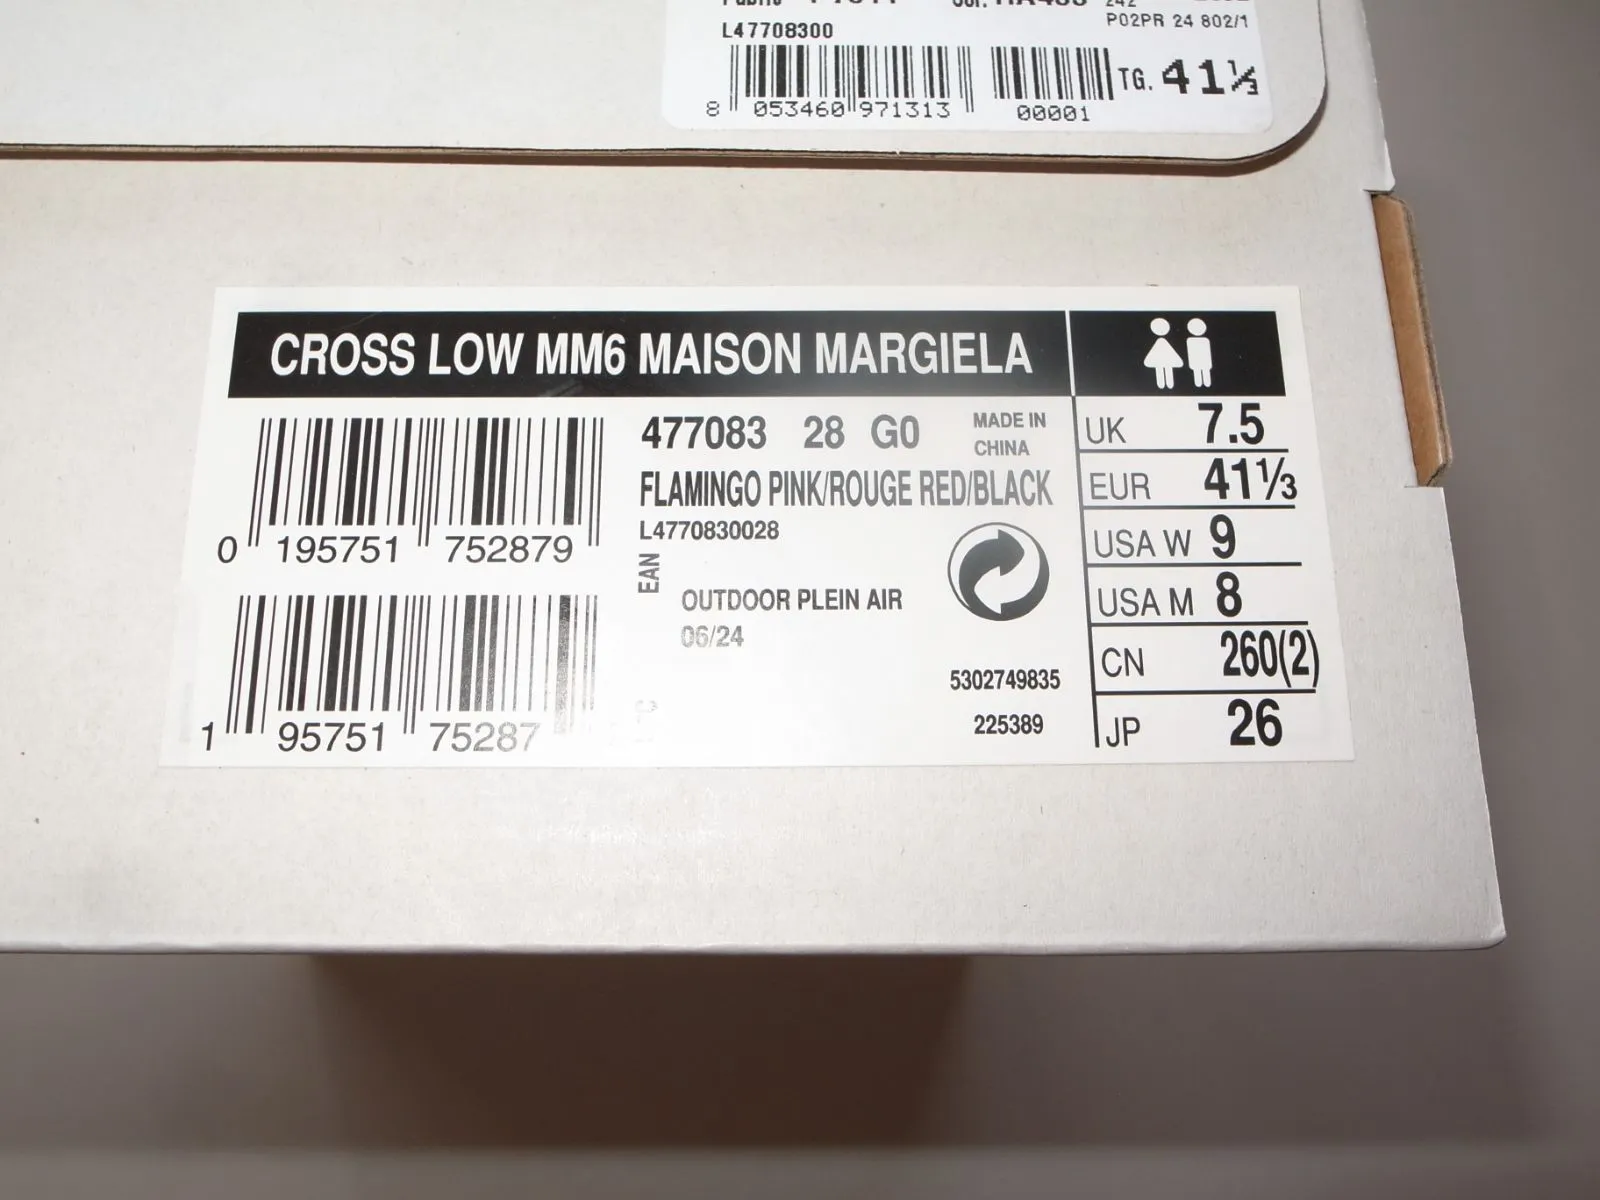 L47708300
P02PR 24 802/1
TG. 41⅓
8 053460 971313
00001
CROSS LOW MM6 MAISON MARGIELA
477083 28 G0
MADE IN
CHINA
FLAMINGO PINK/ROUGE RED/BLACK
L4770830028
0 195751 752879
EAN
OUTDOOR PLEIN AIR
06/24
5302749835
225389
1 95751 75287
UK 7.5
EUR 41⅓
USA W 9
USA M 8
CN 260(2)
JP 26